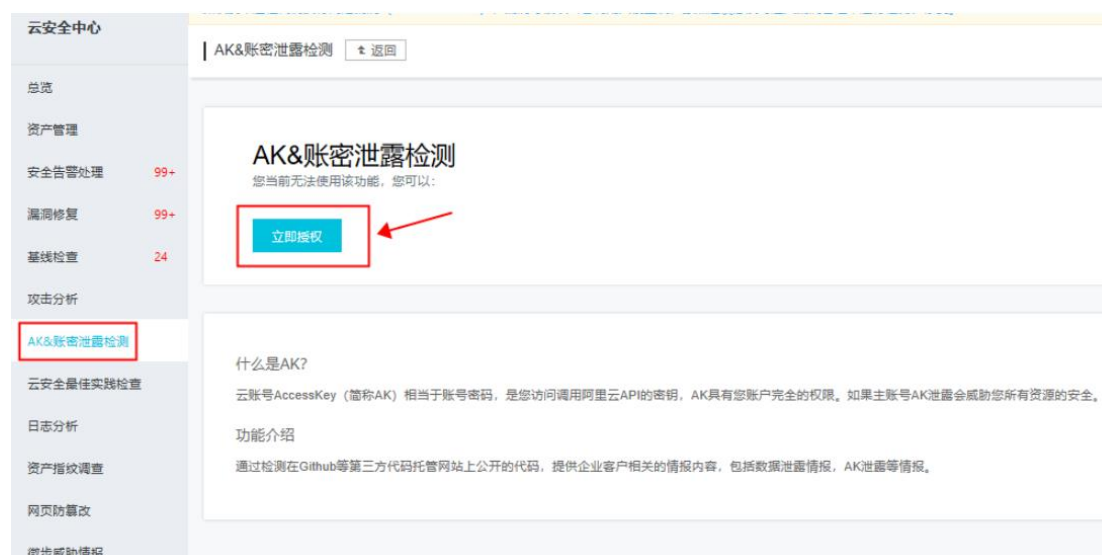 云安全中心
AK&账密泄露检测 返回
总览
资产管理
安全告警处理 99+
漏洞修复 99+
基线检查 24
攻击分析
AK&账密泄露检测
云安全最佳实践检查
日志分析
资产指纹调查
网页防篡改
AK&账密泄露检测
您当前无法使用该功能，您可以：
立即授权
什么是AK?
云账号AccessKey（简称AK）相当于账号密码，是您访问调用阿里云API的密钥，AK具有您账户完全的权限。如果主账号AK泄露会威胁您所有资源的安全。
功能介绍
通过检测在Github等第三方代码托管网站上公开的代码，提供企业客户相关的情报内容，包括数据泄露情报，AK泄露等情报。